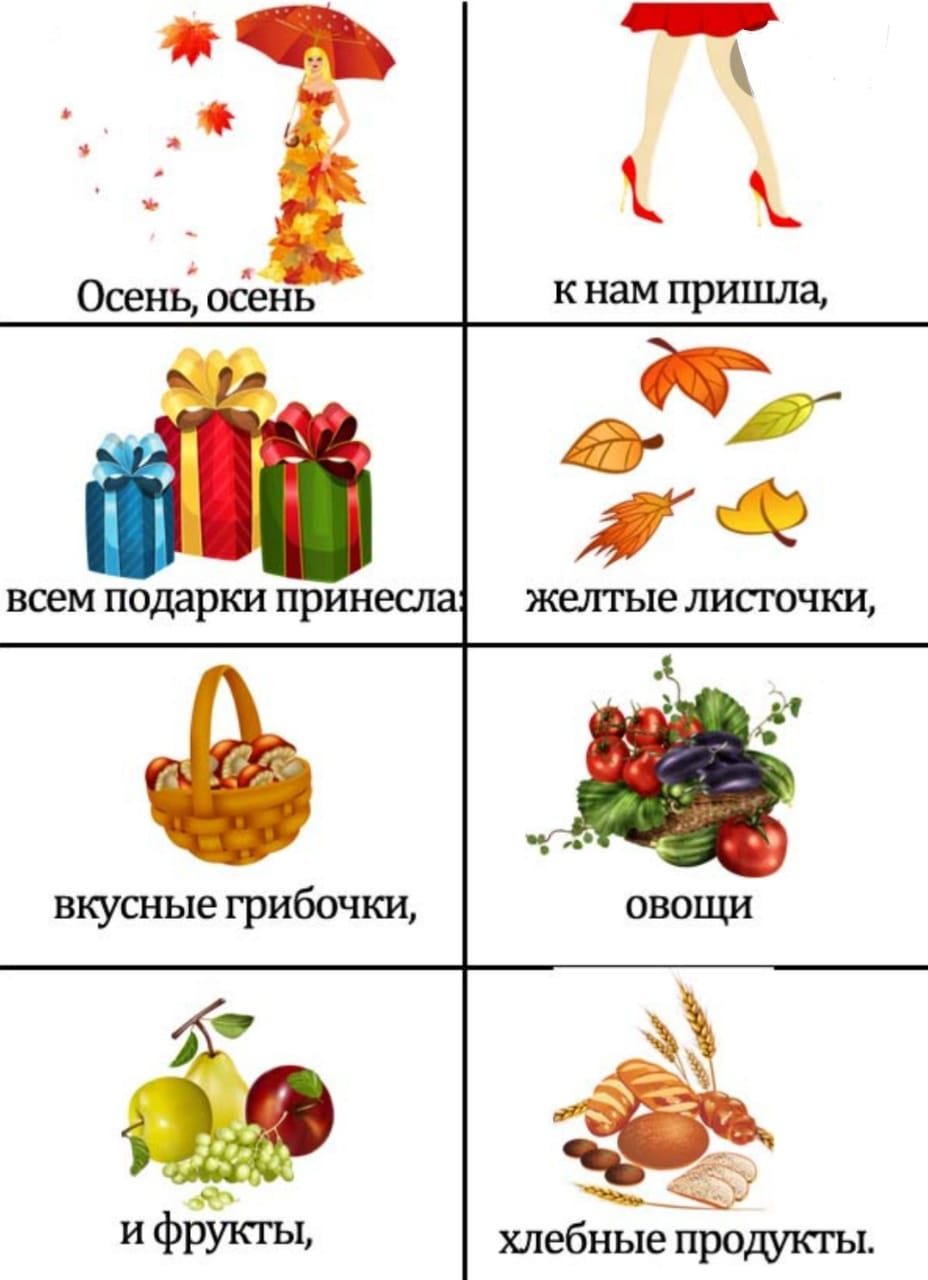 Осень, осень
к нам пришла,
всем подарки принесла:
желтые листочки,
вкусные грибочки,
овощи
и фрукты,
хлебные продукты.